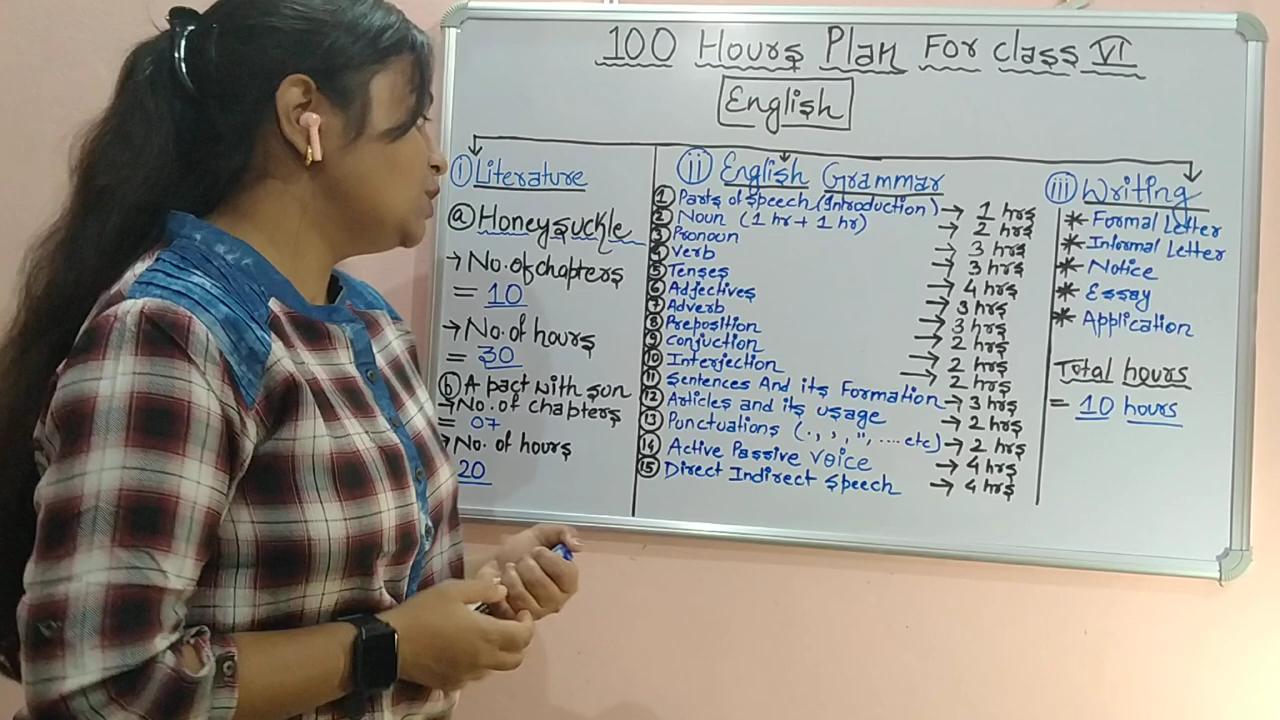 100 Hours Plan For class VI
English
i Literature
a Honeysuckle
→ No. of chapters
= 10
→ No. of hours
= 30
b A pact with sun
→ No. of chapters
= 07
→ No. of hours
20
ii English Grammar
1 Parts of speech (Introduction) → 1 hrs
2 Noun (1 hr + 1 hr) → 2 hrs
3 Pronoun → 3 hrs
4 Verb → 3 hrs
5 Tenses → 4 hrs
6 Adjectives → 3 hrs
7 Adverb → 3 hrs
8 Preposition → 2 hrs
9 conjuction → 2 hrs
10 Interjection → 2 hrs
11 Sentences And its Formation → 3 hrs
12 Articles and its usage → 2 hrs
13 Punctuations (., , ", .... etc) → 2 hrs
14 Active Passive voice → 4 hrs
15 Direct Indirect speech → 4 hrs
iii Writing
* Formal Letter
* Informal Letter
* Notice
* Essay
* Application
Total hours
= 10 hours